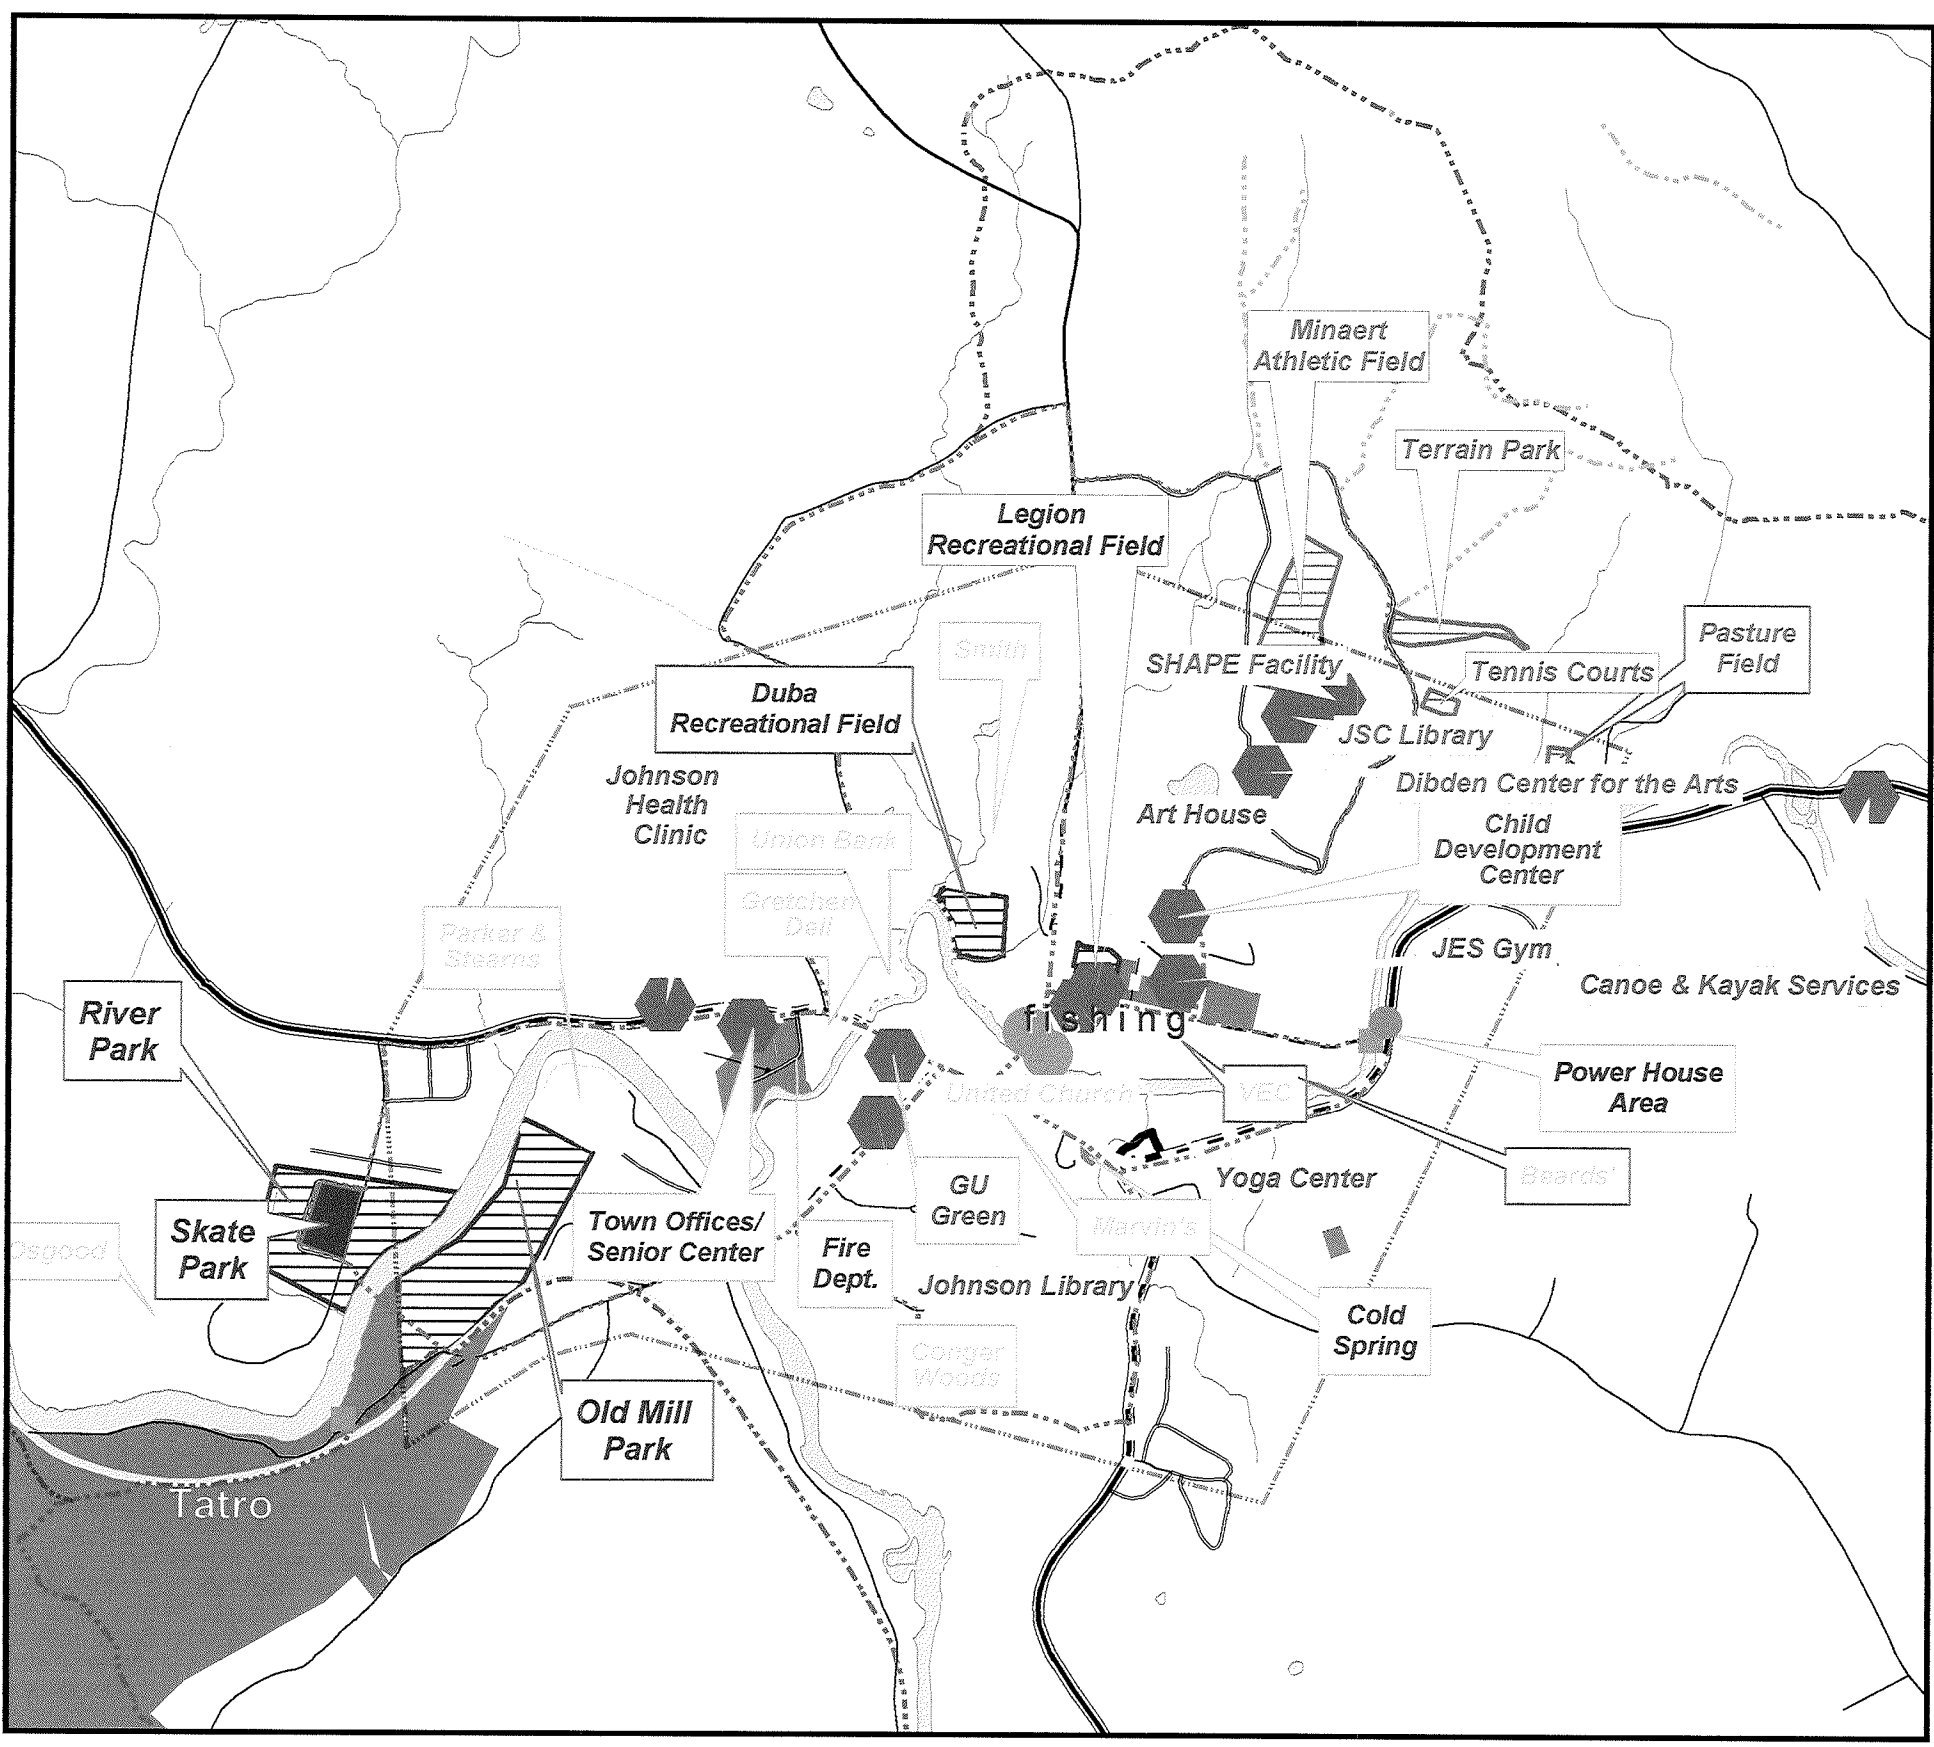 Minaert
Athletic Field
Terrain Park
Legion
Recreational Field
Pasture
Field
Smith
SHAPE Facility
Tennis Courts
Duba
Recreational Field
JSC Library
Johnson
Health
Clinic
Dibden Center for the Arts
Art House
Union Bank
Child
Development
Center
Gretchen
Dell
Parker &
Stearns
JES Gym
Canoe & Kayak Services
River
Park
fishing
United Church
VEC
Power House
Area
Beards'
Yoga Center
GU
Green
Skate
Park
Town Offices/
Senior Center
Marvin's
Osgood
Fire
Dept.
Johnson Library
Cold
Spring
Conger
Woods
Old Mill
Park
Tatro